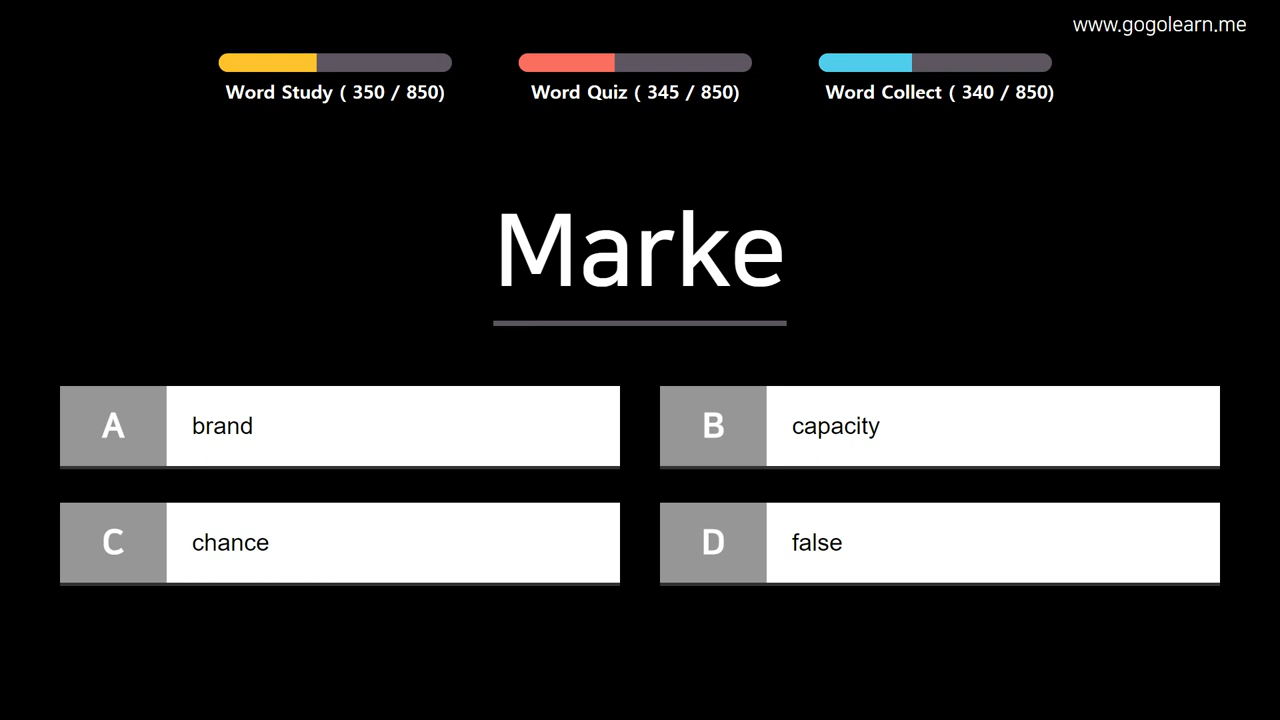 www.gogolearn.me
Word Study ( 350 / 850)
Word Quiz ( 345 / 850)
Word Collect ( 340 / 850)
Marke
A brand
B capacity
C chance
D false